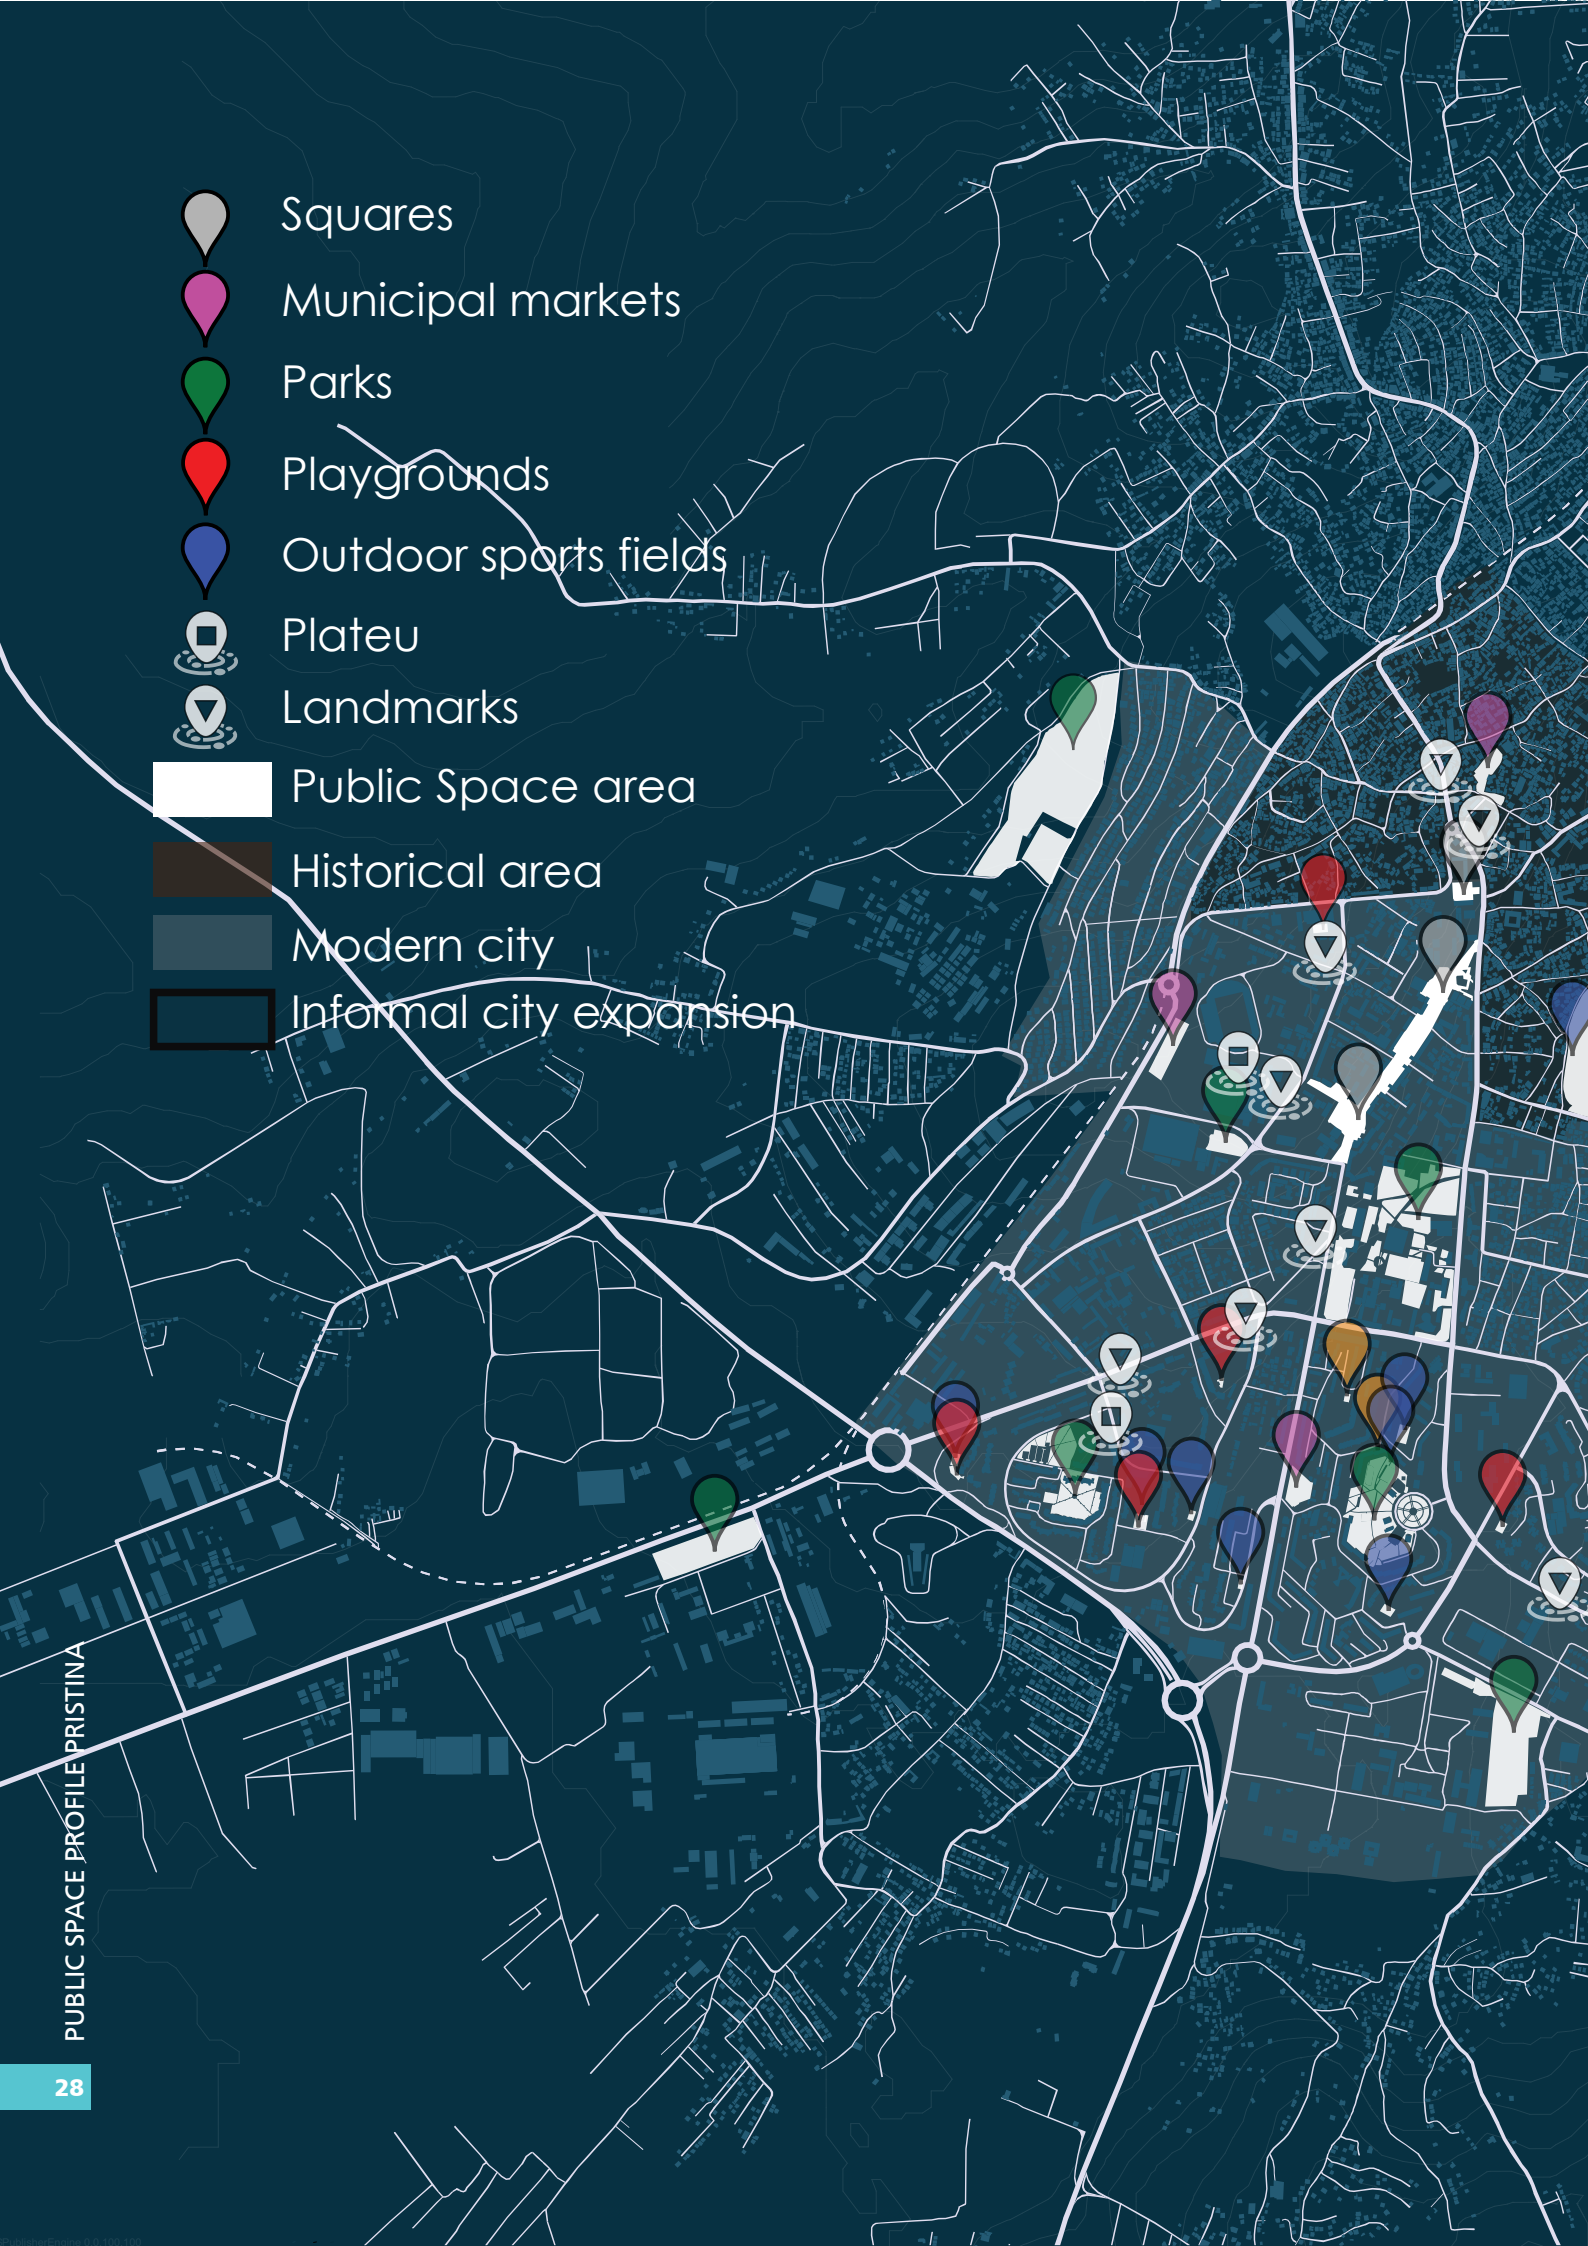 Squares
Municipal markets
Parks
Playgrounds
Outdoor sports fields
Plateu
Landmarks
Public Space area
Historical area
Modern city
Informal city expansion
PUBLIC SPACE PROFILE PRISTINA
28